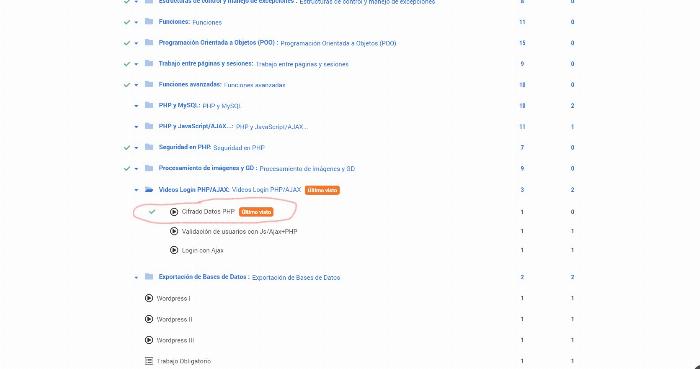 Estructuras de control y manejo de excepciones : Estructuras de control y manejo de excepciones 8 0
Funciones: Funciones 11 0
Programación Orientada a Objetos (POO) : Programación Orientada a Objetos (POO) 15 0
Trabajo entre páginas y sesiones: Trabajo entre páginas y sesiones 9 0
Funciones avanzadas: Funciones avanzadas 18 0
PHP y MySQL: PHP y MySQL 18 2
PHP y JavaScript/AJAX...: PHP y JavaScript/AJAX... 11 1
Seguridad en PHP: Seguridad en PHP 7 0
Procesamiento de imágenes y GD : Procesamiento de imágenes y GD 9 0
Videos Login PHP/AJAX: Videos Login PHP/AJAX Último visto 3 2
Cifrado Datos PHP Último visto 1 0
Validación de usuarios con Js/Ajax+PHP 1 1
Login con Ajax 1 1
Exportación de Bases de Datos : Exportación de Bases de Datos 2 2
Wordpress I 1 1
Wordpress II 1 1
Wordpress III 1 1
Trabajo Obligatorio 1 1